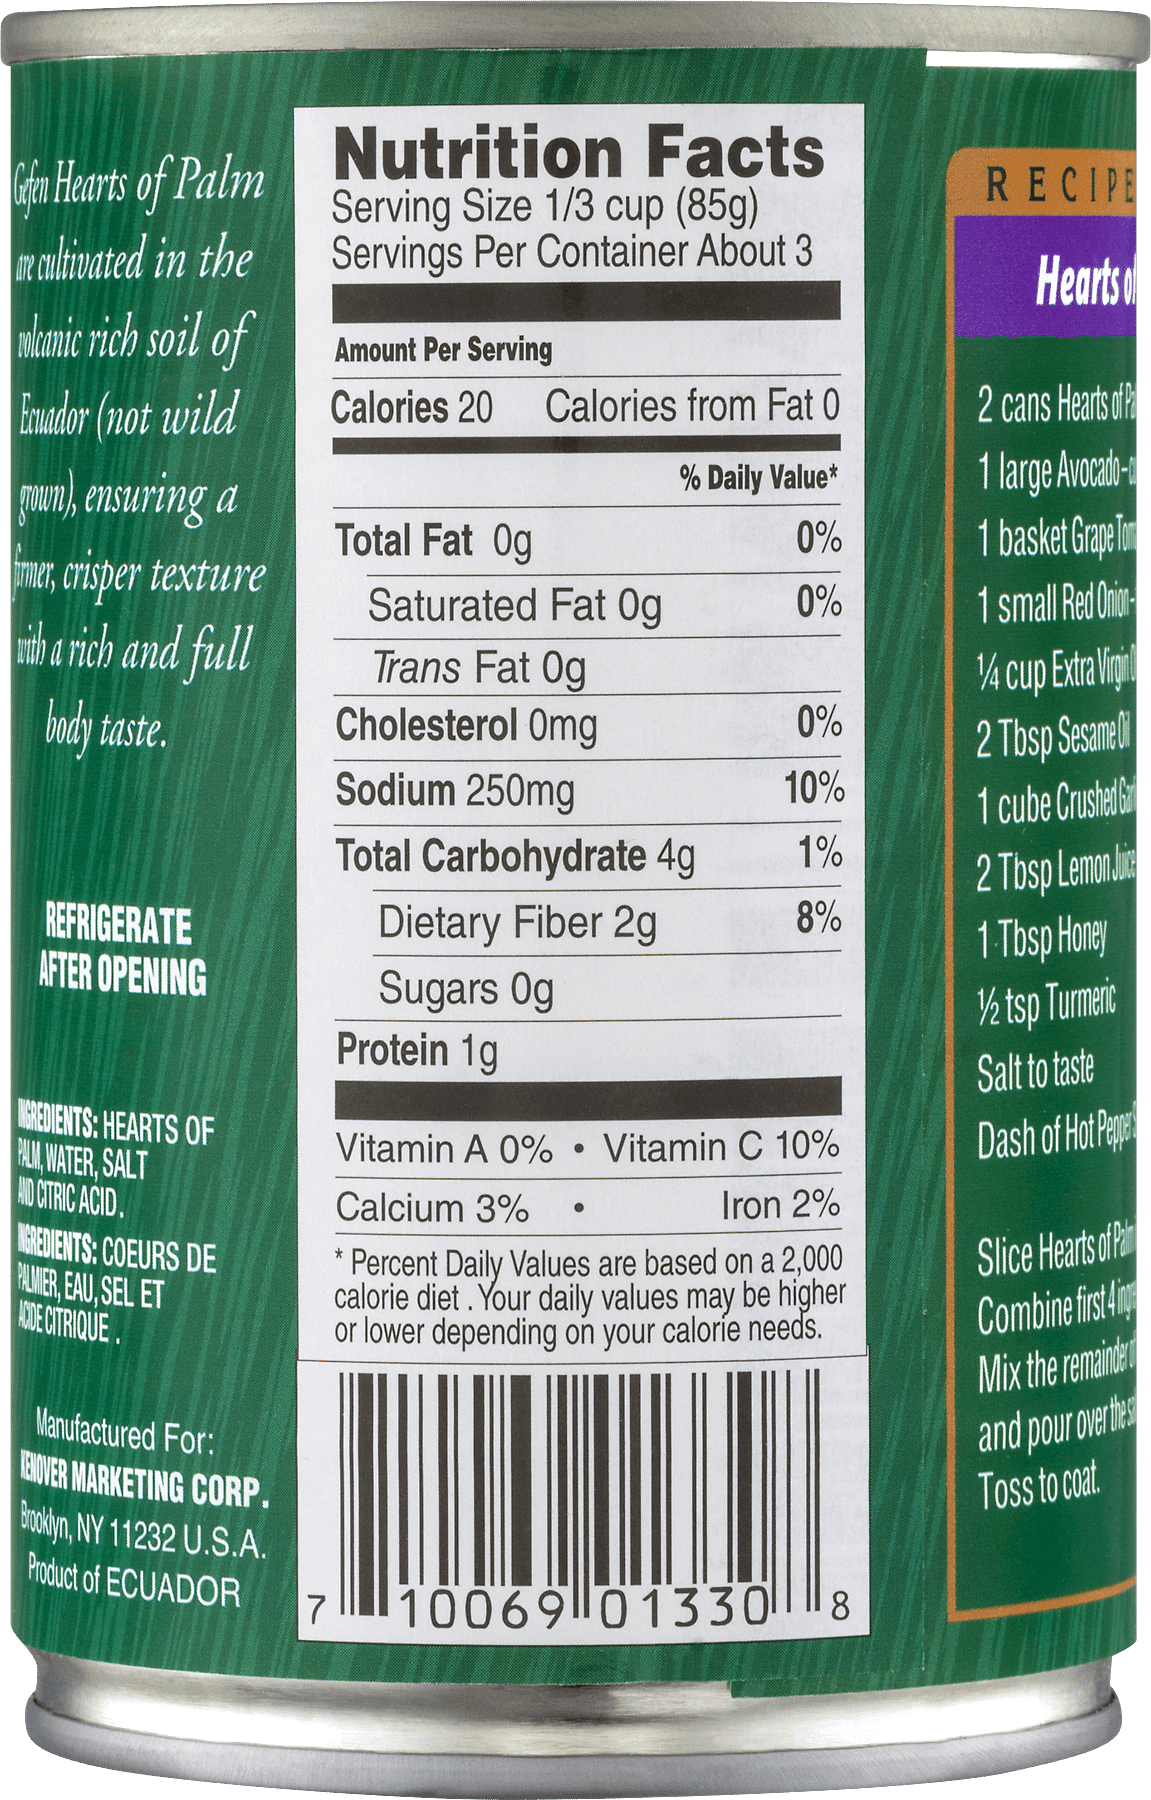 Gefen Hearts of Palm
are cultivated in the
volcanic rich soil of
Ecuador (not wild
grown), ensuring a
firmer, crisper texture
with a rich and full
body taste.
REFRIGERATE
AFTER OPENING
INGREDIENTS: HEARTS OF
PALM, WATER, SALT
AND CITRIC ACID.
INGREDIENTS: COEURS DE
PALMIER, EAU, SEL ET
ACIDE CITRIQUE .
Manufactured For:
KENOVER MARKETING CORP.
Brooklyn, NY 11232 U.S.A.
Product of ECUADOR
Nutrition Facts
Serving Size 1/3 cup (85g)
Servings Per Container About 3
Amount Per Serving
Calories 20 Calories from Fat 0
% Daily Value*
Total Fat 0g 0%
Saturated Fat 0g 0%
Trans Fat 0g
Cholesterol 0mg 0%
Sodium 250mg 10%
Total Carbohydrate 4g 1%
Dietary Fiber 2g 8%
Sugars 0g
Protein 1g
Vitamin A 0% • Vitamin C 10%
Calcium 3% • Iron 2%
* Percent Daily Values are based on a 2,000
calorie diet . Your daily values may be higher
or lower depending on your calorie needs.
7 10069 01330 8
RECIPE
Hearts of
2 cans Hearts of
1 large Avocado-
1 basket Grape
1 small Red Onion-
¼ cup Extra Virgin
2 Tbsp Sesame Oil
1 cube Crushed
2 Tbsp Lemon Juice
1 Tbsp Honey
½ tsp Turmeric
Salt to taste
Dash of Hot Pepper
Slice Hearts of Palm
Combine first 4
Mix the remainder
and pour over the
Toss to coat.